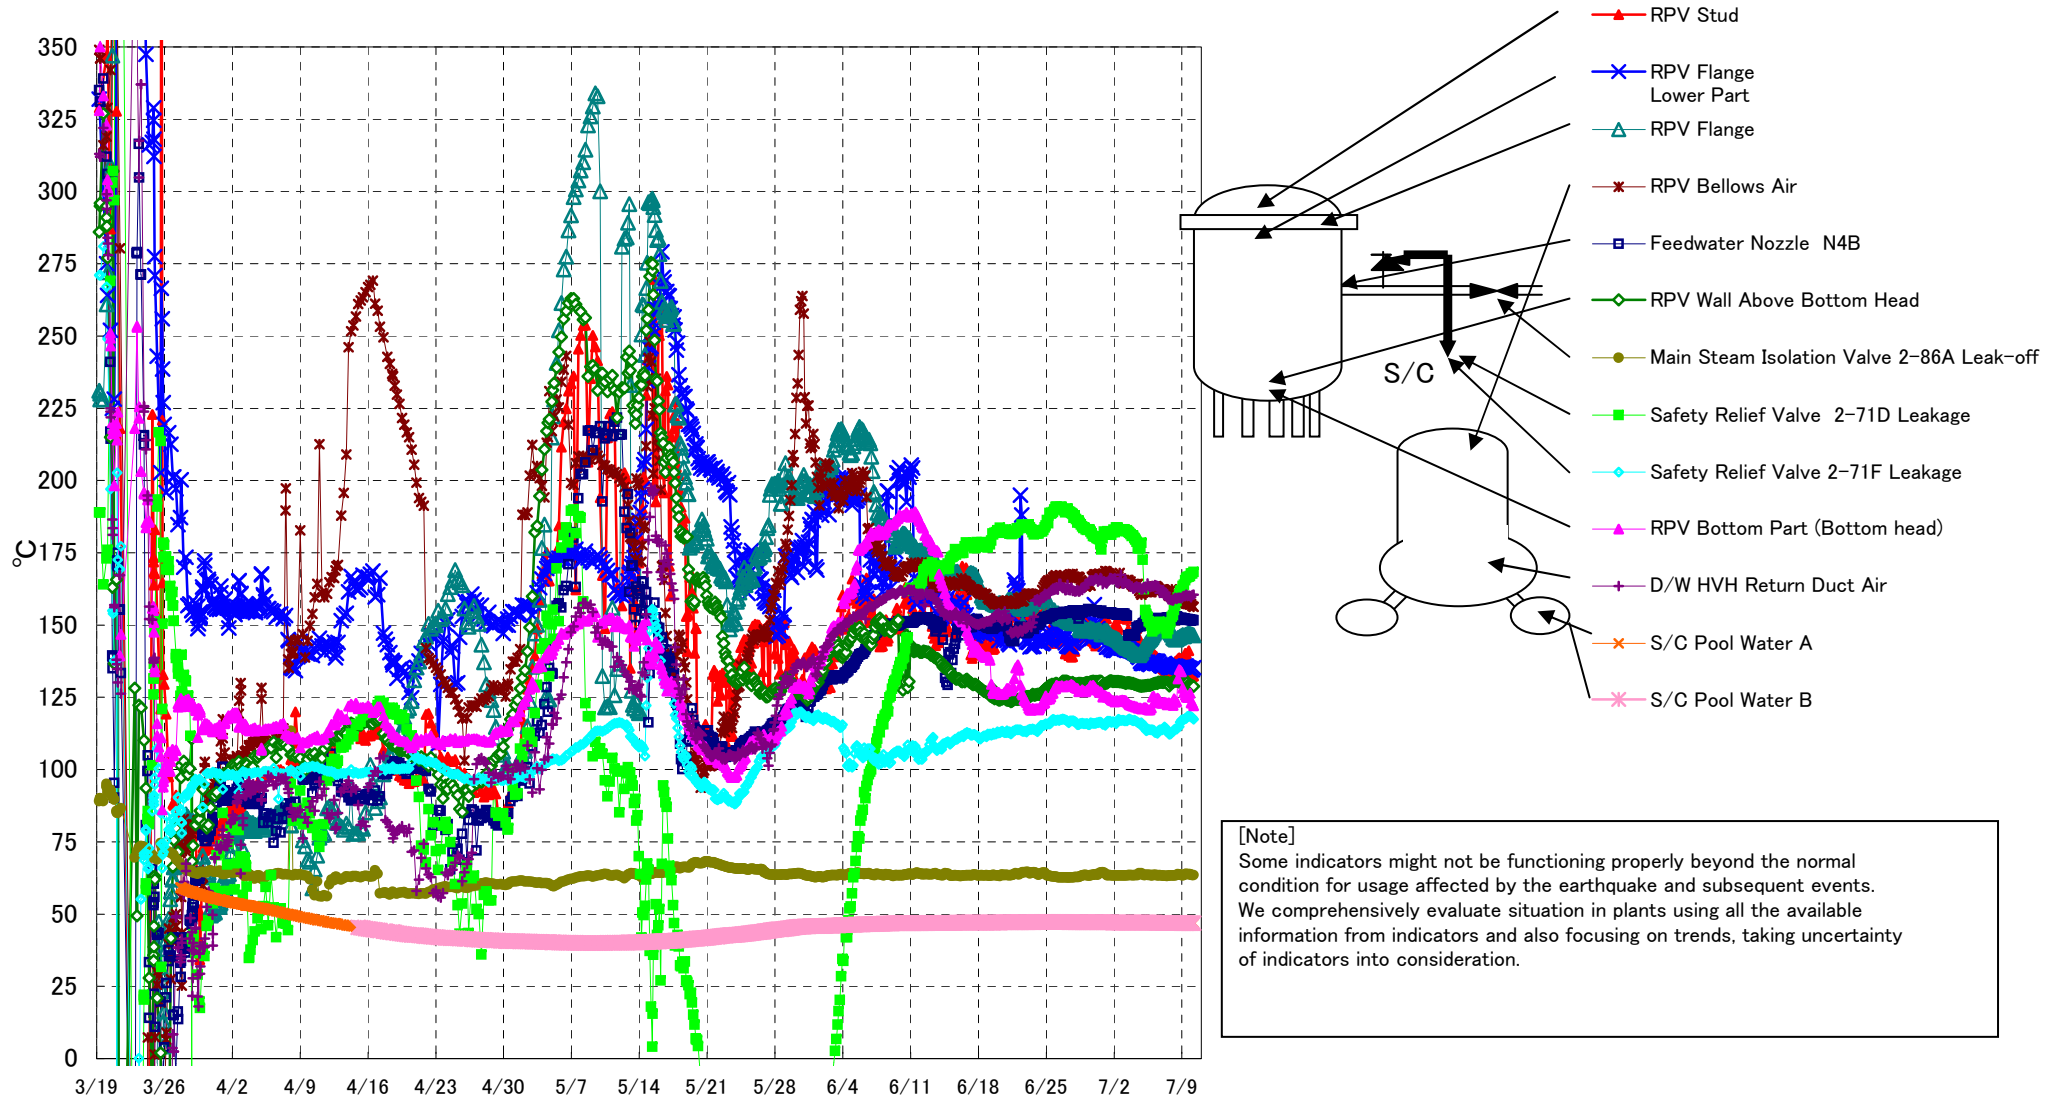 350
325
300
275
250
225
200
175
150
125
100
75
50
25
0
℃
3/19 3/26 4/2 4/9 4/16 4/23 4/30 5/7 5/14 5/21 5/28 6/4 6/11 6/18 6/25 7/2 7/9
RPV Stud
RPV Flange
Lower Part
RPV Flange
RPV Bellows Air
Feedwater Nozzle N4B
RPV Wall Above Bottom Head
Main Steam Isolation Valve 2-86A Leak-off
Safety Relief Valve 2-71D Leakage
Safety Relief Valve 2-71F Leakage
RPV Bottom Part (Bottom head)
D/W HVH Return Duct Air
S/C Pool Water A
S/C Pool Water B
S/C
[Note]
Some indicators might not be functioning properly beyond the normal
condition for usage affected by the earthquake and subsequent events.
We comprehensively evaluate situation in plants using all the available
information from indicators and also focusing on trends, taking uncertainty
of indicators into consideration.